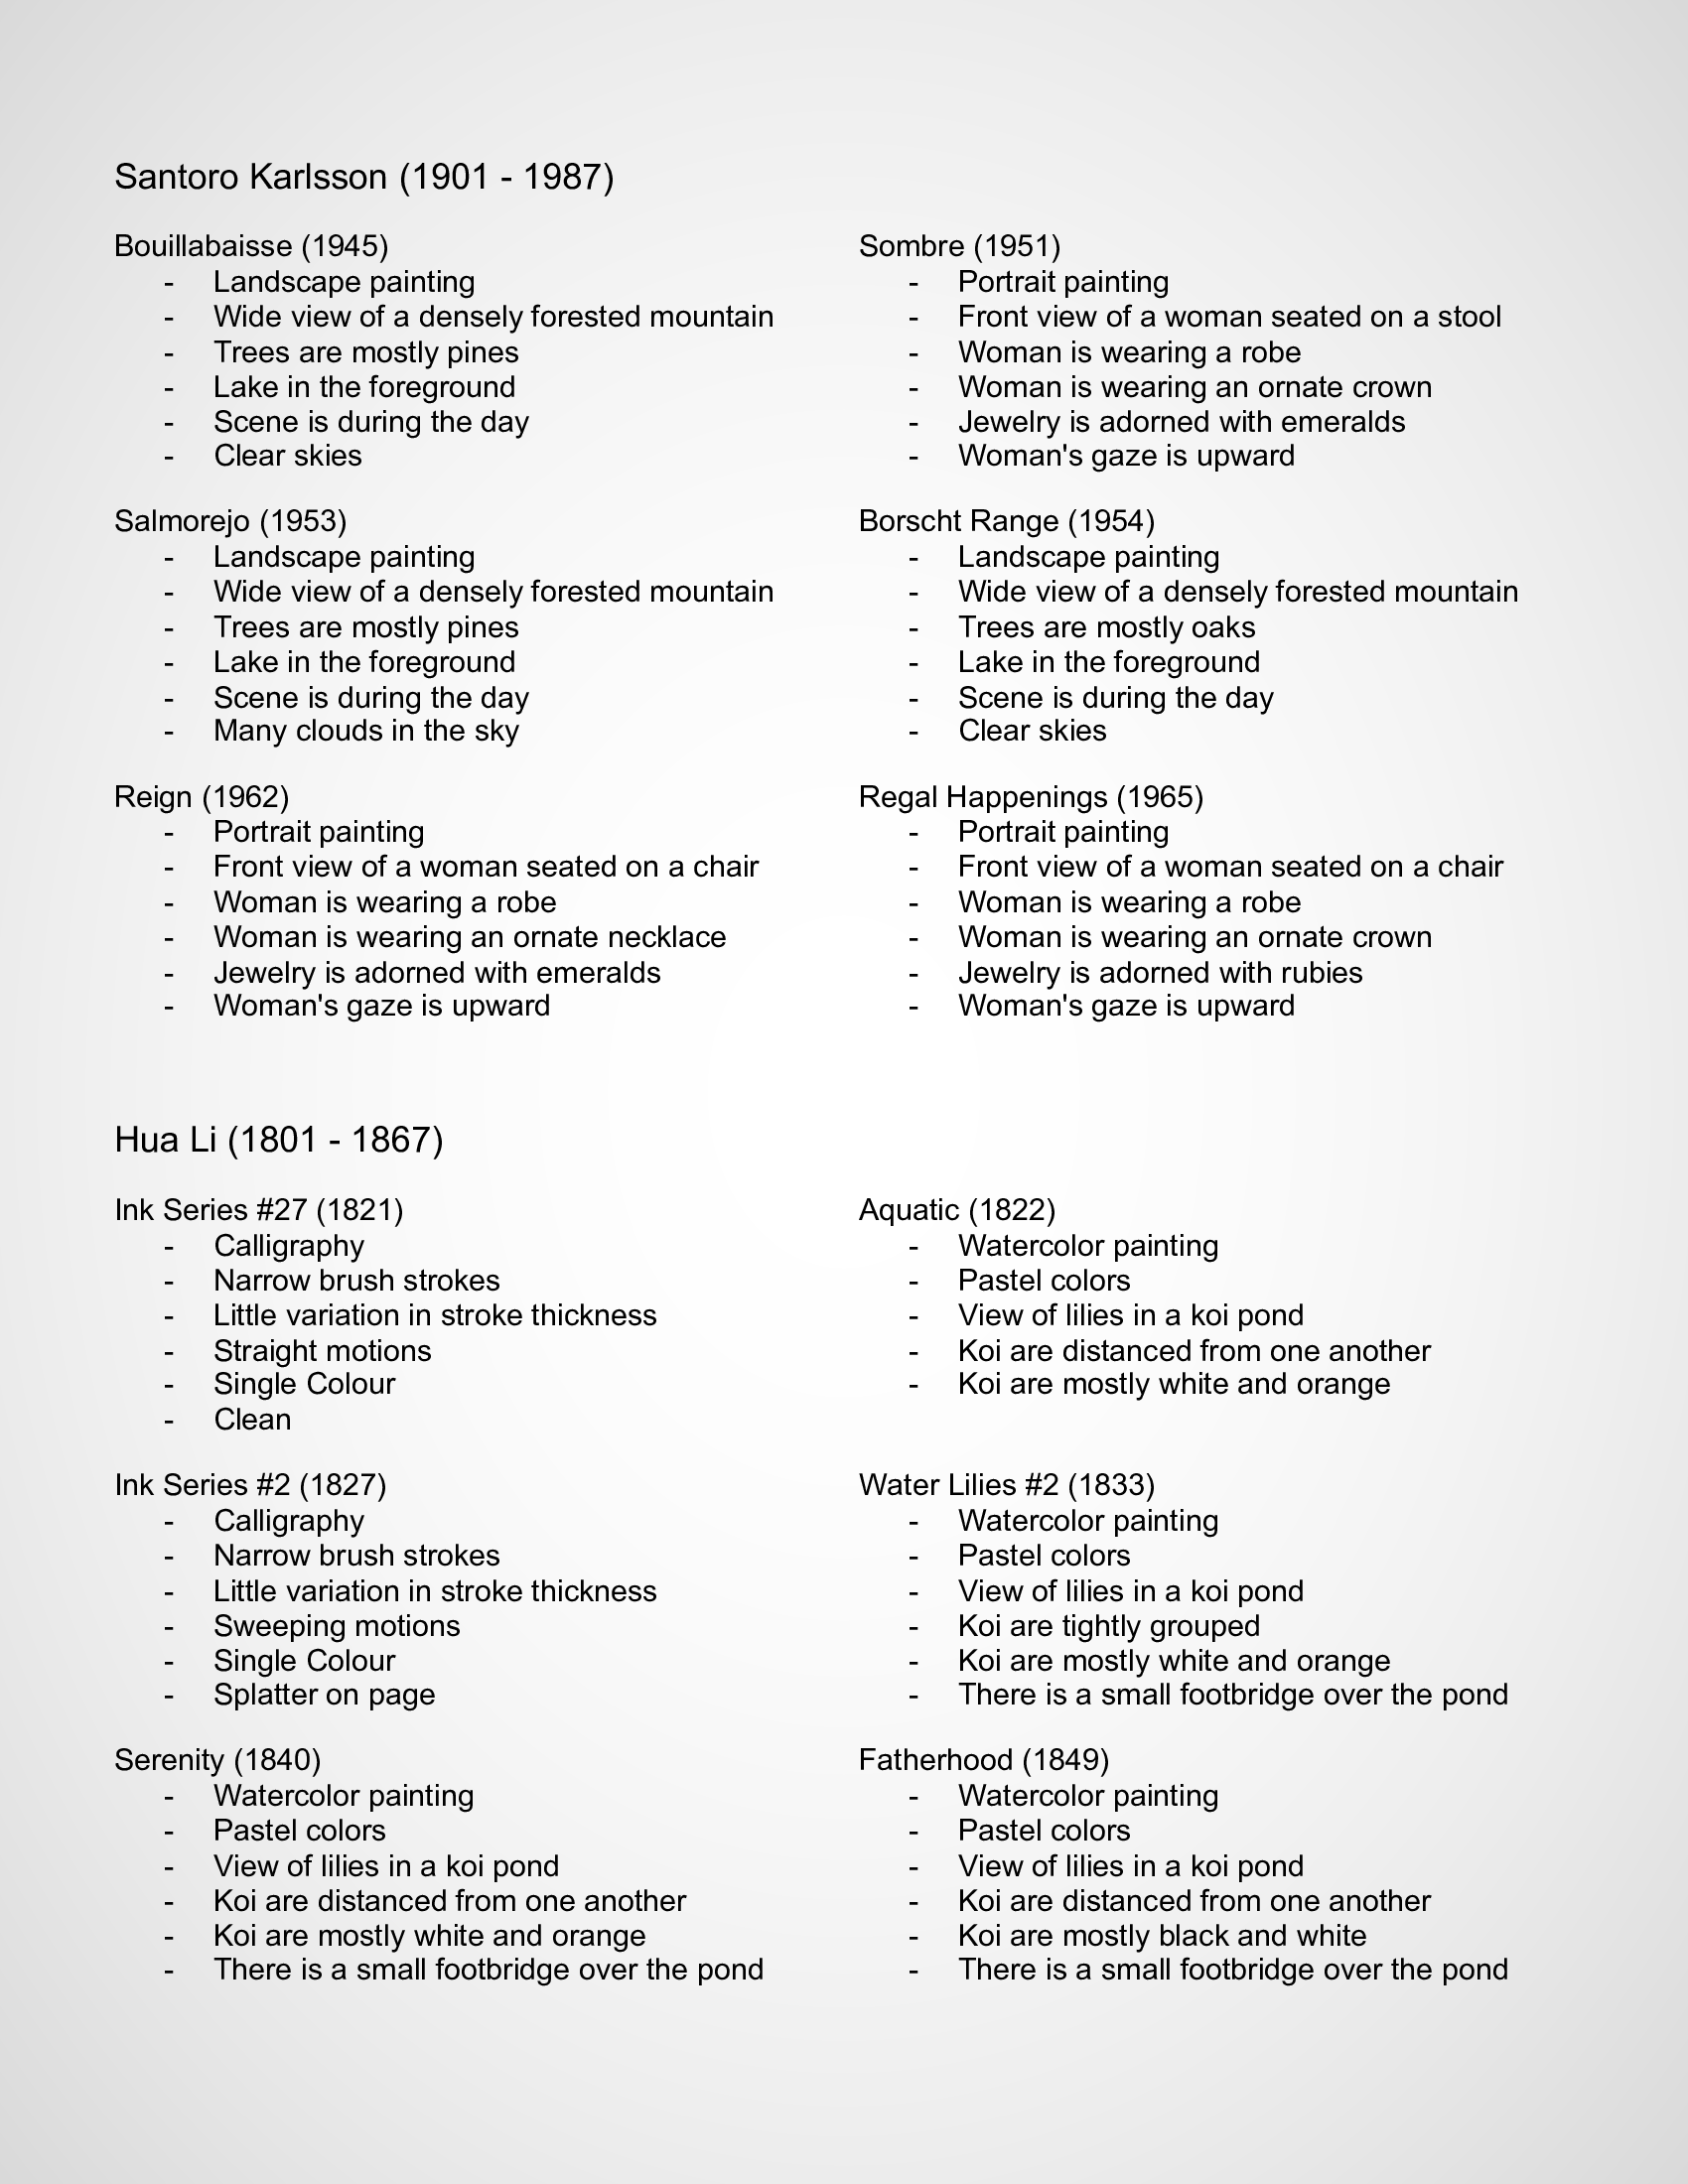 Santoro Karlsson (1901 - 1987)
Bouillabaisse (1945)
- Landscape painting
- Wide view of a densely forested mountain
- Trees are mostly pines
- Lake in the foreground
- Scene is during the day
- Clear skies
Sombre (1951)
- Portrait painting
- Front view of a woman seated on a stool
- Woman is wearing a robe
- Woman is wearing an ornate crown
- Jewelry is adorned with emeralds
- Woman's gaze is upward
Salmorejo (1953)
- Landscape painting
- Wide view of a densely forested mountain
- Trees are mostly pines
- Lake in the foreground
- Scene is during the day
- Many clouds in the sky
Borscht Range (1954)
- Landscape painting
- Wide view of a densely forested mountain
- Trees are mostly oaks
- Lake in the foreground
- Scene is during the day
- Clear skies
Reign (1962)
- Portrait painting
- Front view of a woman seated on a chair
- Woman is wearing a robe
- Woman is wearing an ornate necklace
- Jewelry is adorned with emeralds
- Woman's gaze is upward
Regal Happenings (1965)
- Portrait painting
- Front view of a woman seated on a chair
- Woman is wearing a robe
- Woman is wearing an ornate crown
- Jewelry is adorned with rubies
- Woman's gaze is upward
Hua Li (1801 - 1867)
Ink Series #27 (1821)
- Calligraphy
- Narrow brush strokes
- Little variation in stroke thickness
- Straight motions
- Single Colour
- Clean
Aquatic (1822)
- Watercolor painting
- Pastel colors
- View of lilies in a koi pond
- Koi are distanced from one another
- Koi are mostly white and orange
Ink Series #2 (1827)
- Calligraphy
- Narrow brush strokes
- Little variation in stroke thickness
- Sweeping motions
- Single Colour
- Splatter on page
Water Lilies #2 (1833)
- Watercolor painting
- Pastel colors
- View of lilies in a koi pond
- Koi are tightly grouped
- Koi are mostly white and orange
- There is a small footbridge over the pond
Serenity (1840)
- Watercolor painting
- Pastel colors
- View of lilies in a koi pond
- Koi are distanced from one another
- Koi are mostly white and orange
- There is a small footbridge over the pond
Fatherhood (1849)
- Watercolor painting
- Pastel colors
- View of lilies in a koi pond
- Koi are distanced from one another
- Koi are mostly black and white
- There is a small footbridge over the pond